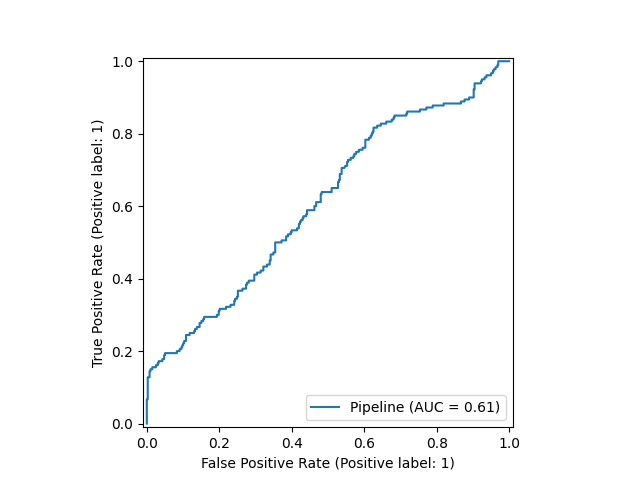 1.0
0.8
0.6
0.4
0.2
0.0
True Positive Rate (Positive label: 1)
Pipeline (AUC = 0.61)
0.0 0.2 0.4 0.6 0.8 1.0
False Positive Rate (Positive label: 1)